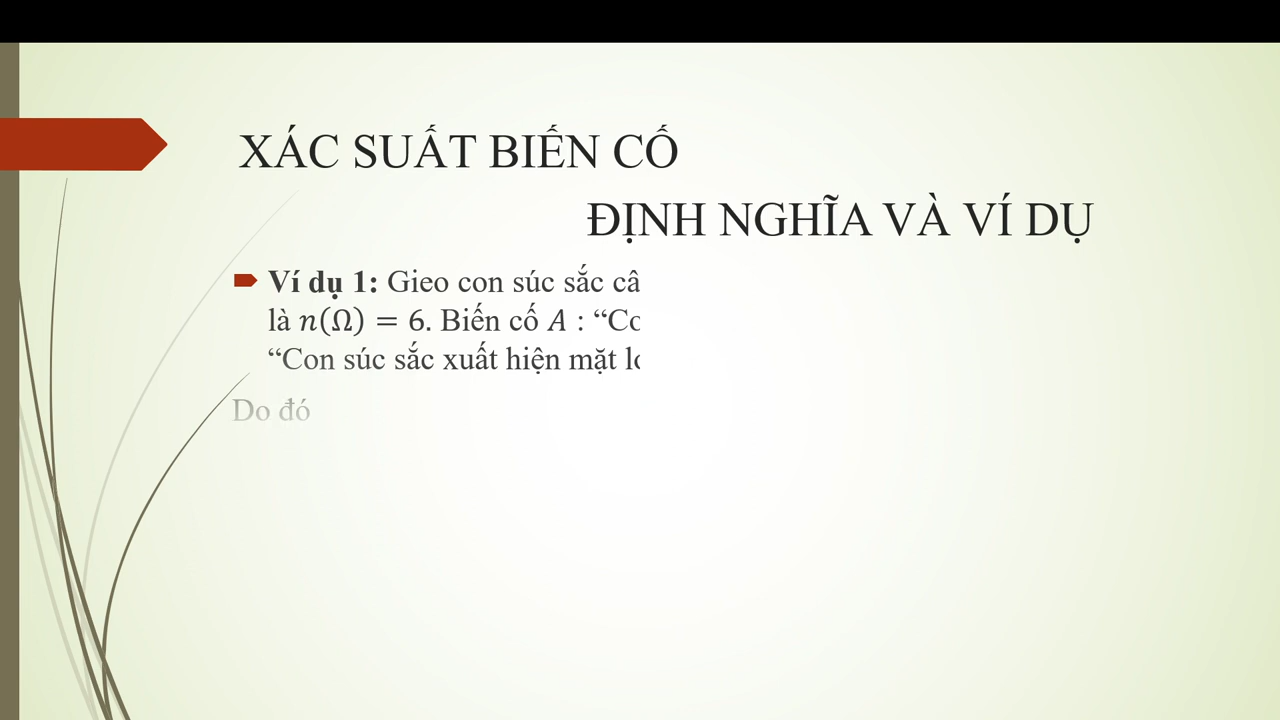 XÁC SUẤT BIẾN CỐ
ĐỊNH NGHĨA VÀ VÍ DỤ
Ví dụ 1: Gieo con súc sắc
là n(Ω) = 6. Biến cố A : “
“Con súc sắc xuất hiện mặt
Do đó